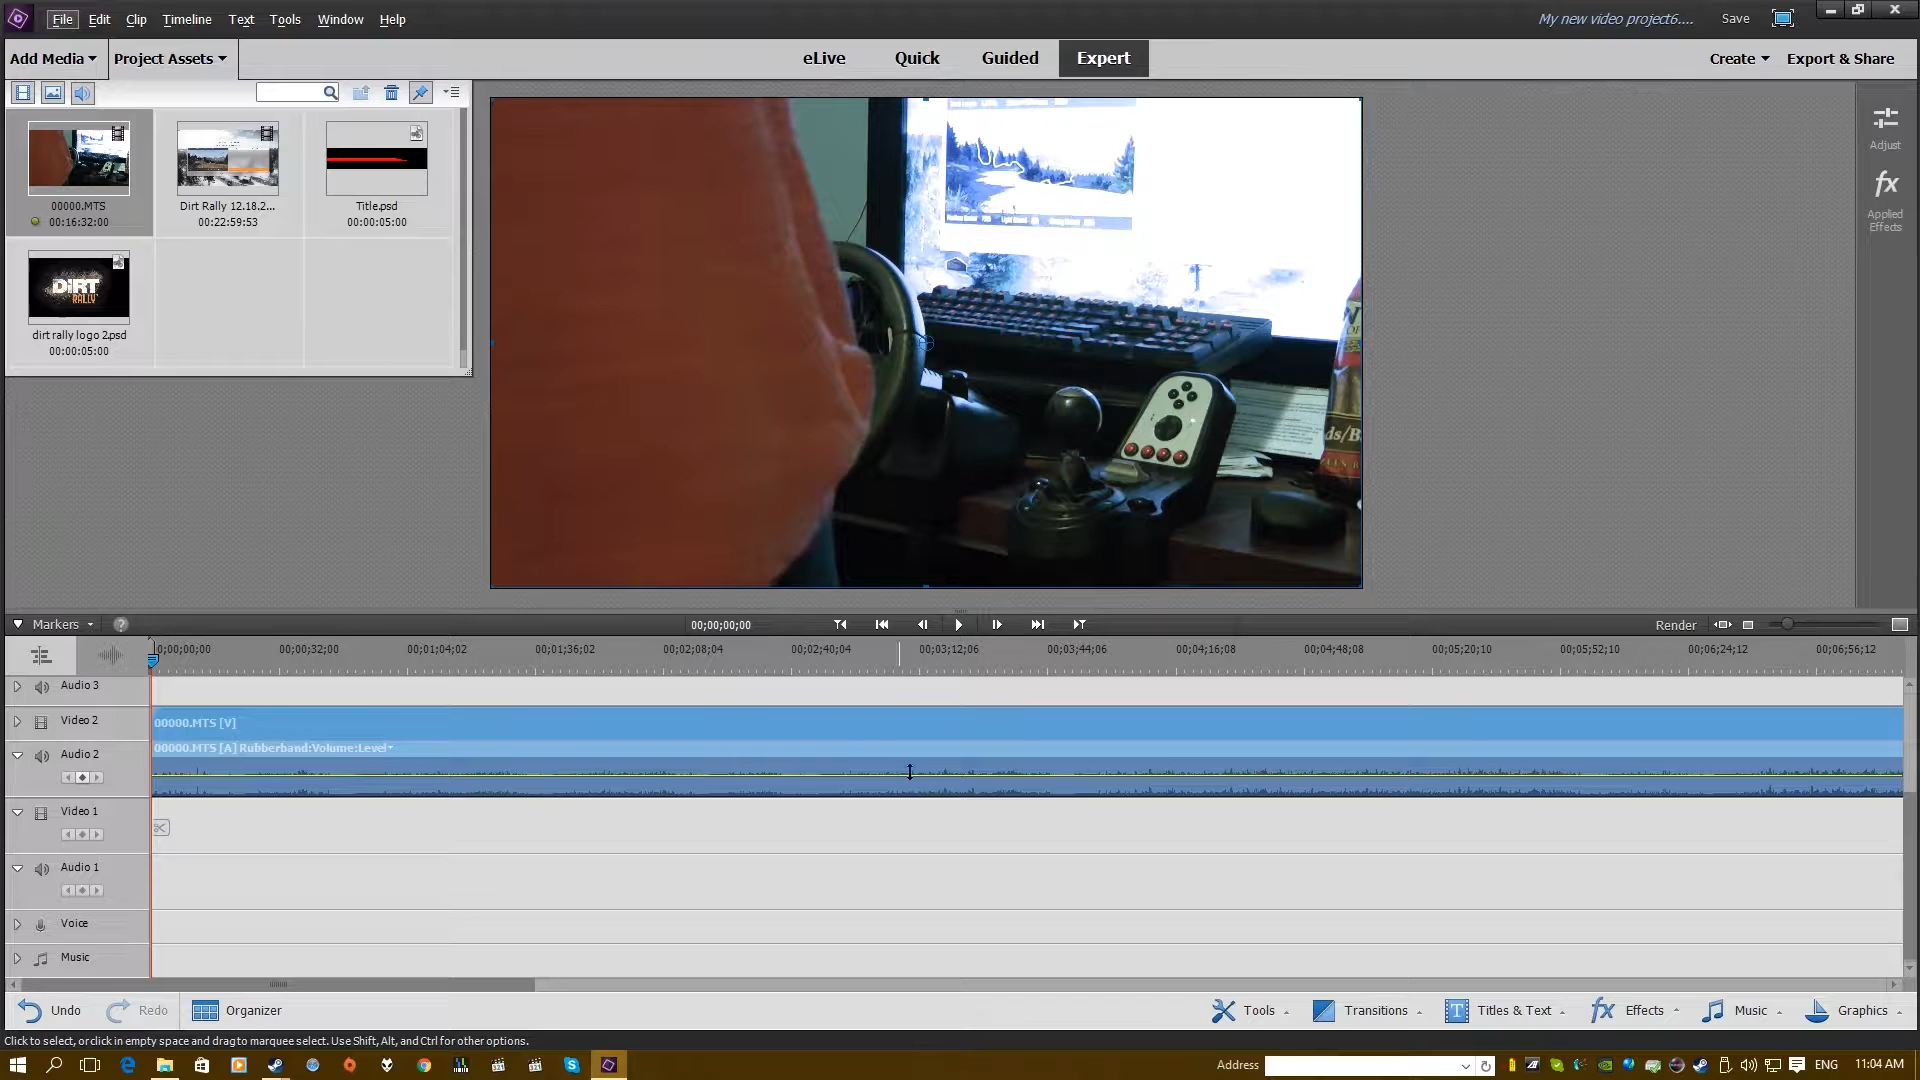 File Edit Clip Timeline Text Tools Window Help
My new video project6.... Save
Add Media Project Assets
eLive Quick Guided Expert
Create Export & Share
00000.MTS
00:16:32:00
Dirt Rally 12.18.2...
00:22:59:53
Title.psd
00:00:05:00
DiRT
RALLY
dirt rally logo 2.psd
00:00:05:00
Adjust
fx
Applied
Effects
ds/B
Markers ? 00;00;00;00 Render
0;00;00;00 00;00;32;00 00;01;04;02 00;01;36;02 00;02;08;04 00;02;40;04 00;03;12;06 00;03;44;06 00;04;16;08 00;04;48;08 00;05;20;10 00;05;52;10 00;06;24;12 00;06;56;12
Audio 3
Video 2
00000.MTS [V]
Audio 2
00000.MTS [A] Rubberband:Volume:Level
Video 1
Audio 1
Voice
Music
Undo Redo Organizer
Tools Transitions T Titles & Text fx Effects Music Graphics
Click to select, or click in empty space and drag to marquee select. Use Shift, Alt, and Ctrl for other options.
Address
ENG 11:04 AM